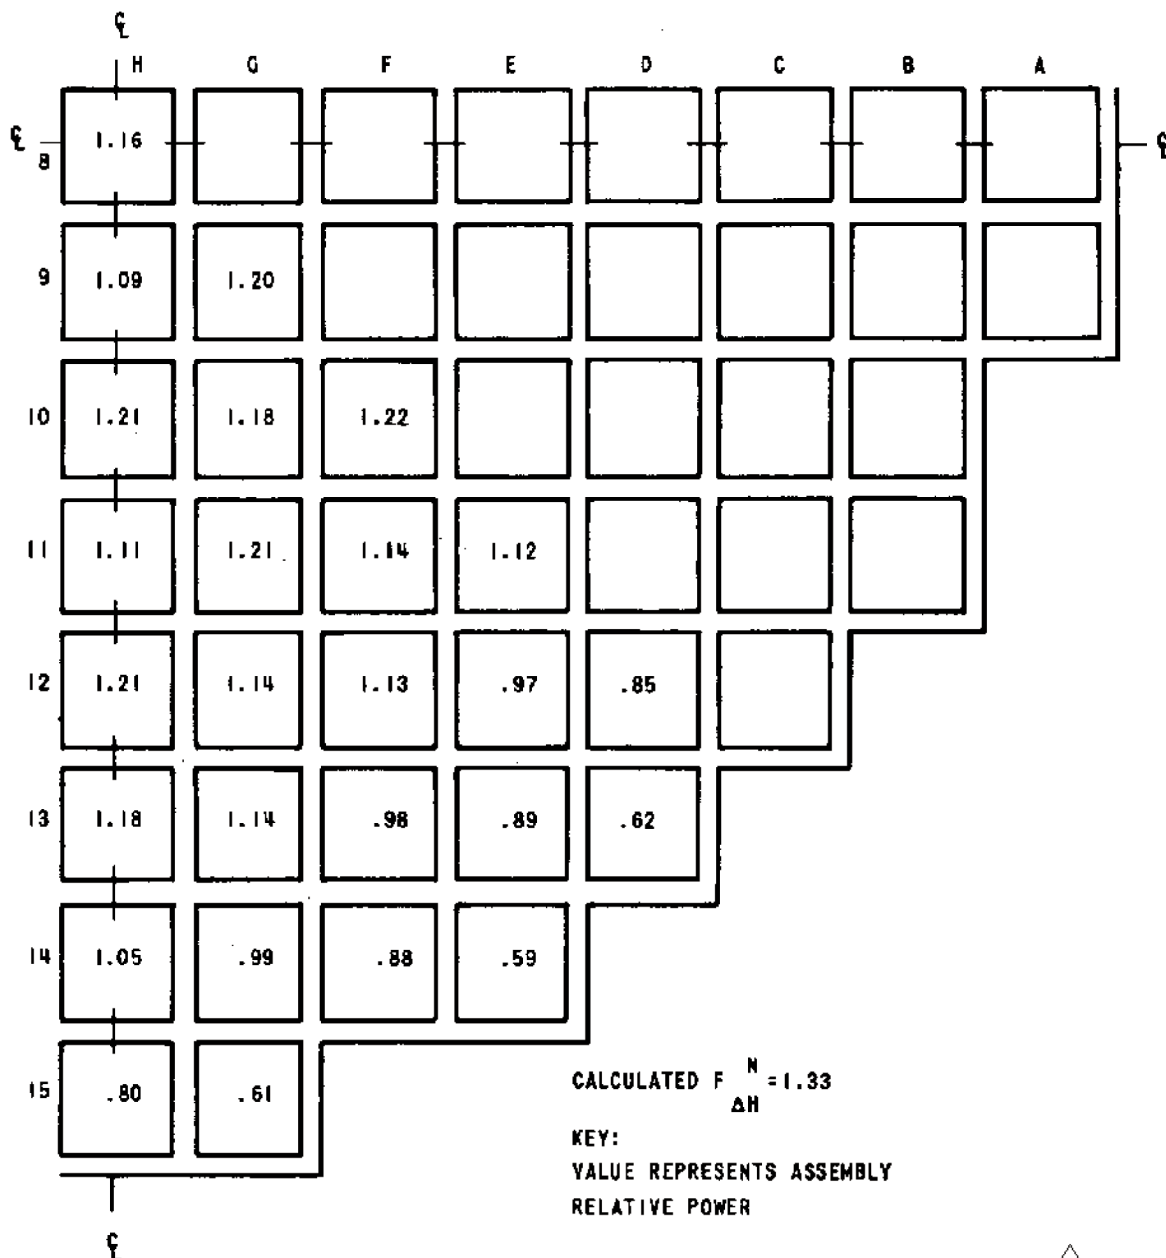 ℄
H G F E D C B A
℄ 8 1.16 ℄
9 1.09 1.20
10 1.21 1.18 1.22
11 1.11 1.21 1.14 1.12
12 1.21 1.14 1.13 .97 .85
13 1.18 1.14 .98 .89 .62
14 1.05 .99 .88 .59
15 .80 .61
℄
CALCULATED F N ΔH =1.33
KEY:
VALUE REPRESENTS ASSEMBLY
RELATIVE POWER